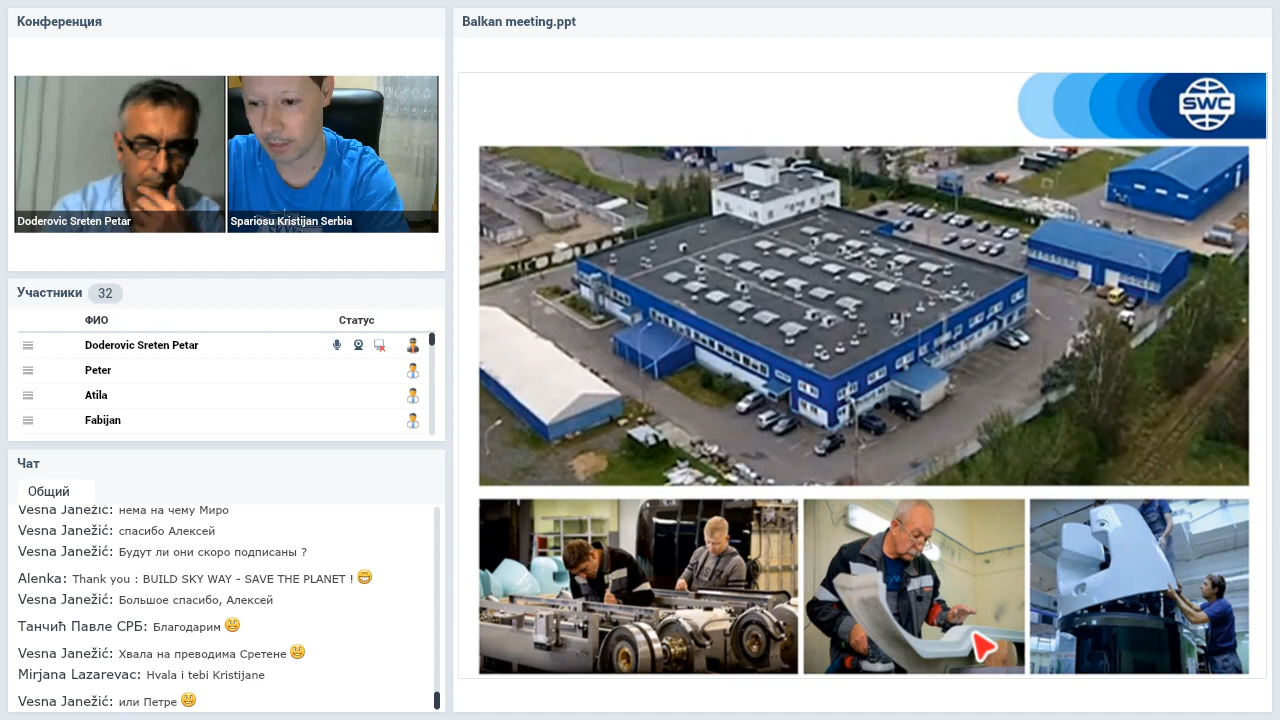 Конференция
Doderovic Sreten Petar
Spariosu Kristijan Serbia
Участники 32
ФИО Статус
Doderovic Sreten Petar
Peter
Atila
Fabijan
Чат
Общий
Vesna Janežić: нема на чему Миро
Vesna Janežić: спасибо Алексей
Vesna Janežić: Будут ли они скоро подписаны ?
Alenka: Thank you : BUILD SKY WAY - SAVE THE PLANET !
Vesna Janežić: Большое спасибо, Алексей
Танчић Павле СРБ: Благодарим
Vesna Janežić: Хвала на преводима Сретене
Mirjana Lazarevac: Hvala i tebi Kristijane
Vesna Janežić: или Петре
Balkan meeting.ppt
SWC